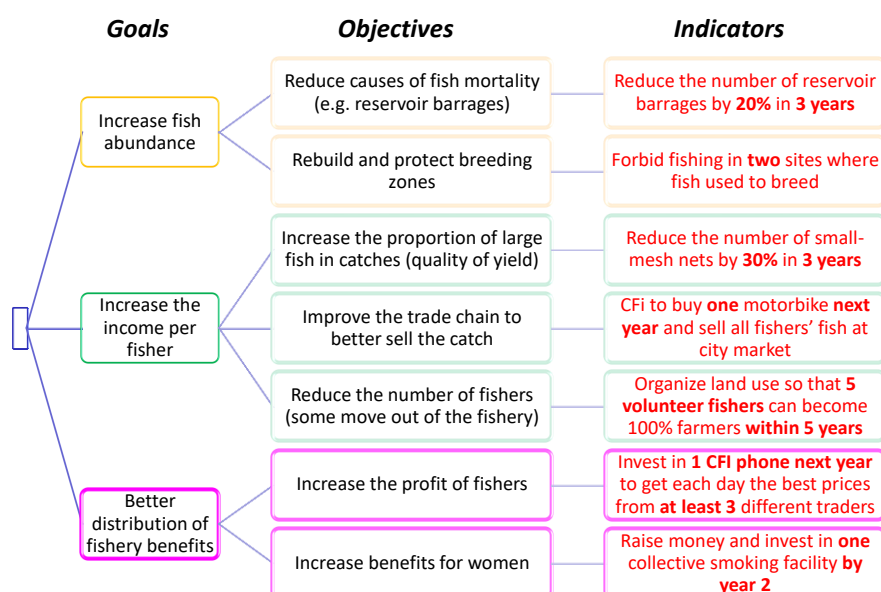 Goals
Objectives
Indicators
Increase fish
abundance
Reduce causes of fish mortality
(e.g. reservoir barrages)
Reduce the number of reservoir
barrages by 20% in 3 years
Rebuild and protect breeding
zones
Forbid fishing in two sites where
fish used to breed
Increase the
income per
fisher
Increase the proportion of large
fish in catches (quality of yield)
Reduce the number of small-
mesh nets by 30% in 3 years
Improve the trade chain to
better sell the catch
CFi to buy one motorbike next
year and sell all fishers’ fish at
city market
Reduce the number of fishers
(some move out of the fishery)
Organize land use so that 5
volunteer fishers can become
100% farmers within 5 years
Better
distribution of
fishery benefits
Increase the profit of fishers
Invest in 1 CFI phone next year
to get each day the best prices
from at least 3 different traders
Increase benefits for women
Raise money and invest in one
collective smoking facility by
year 2